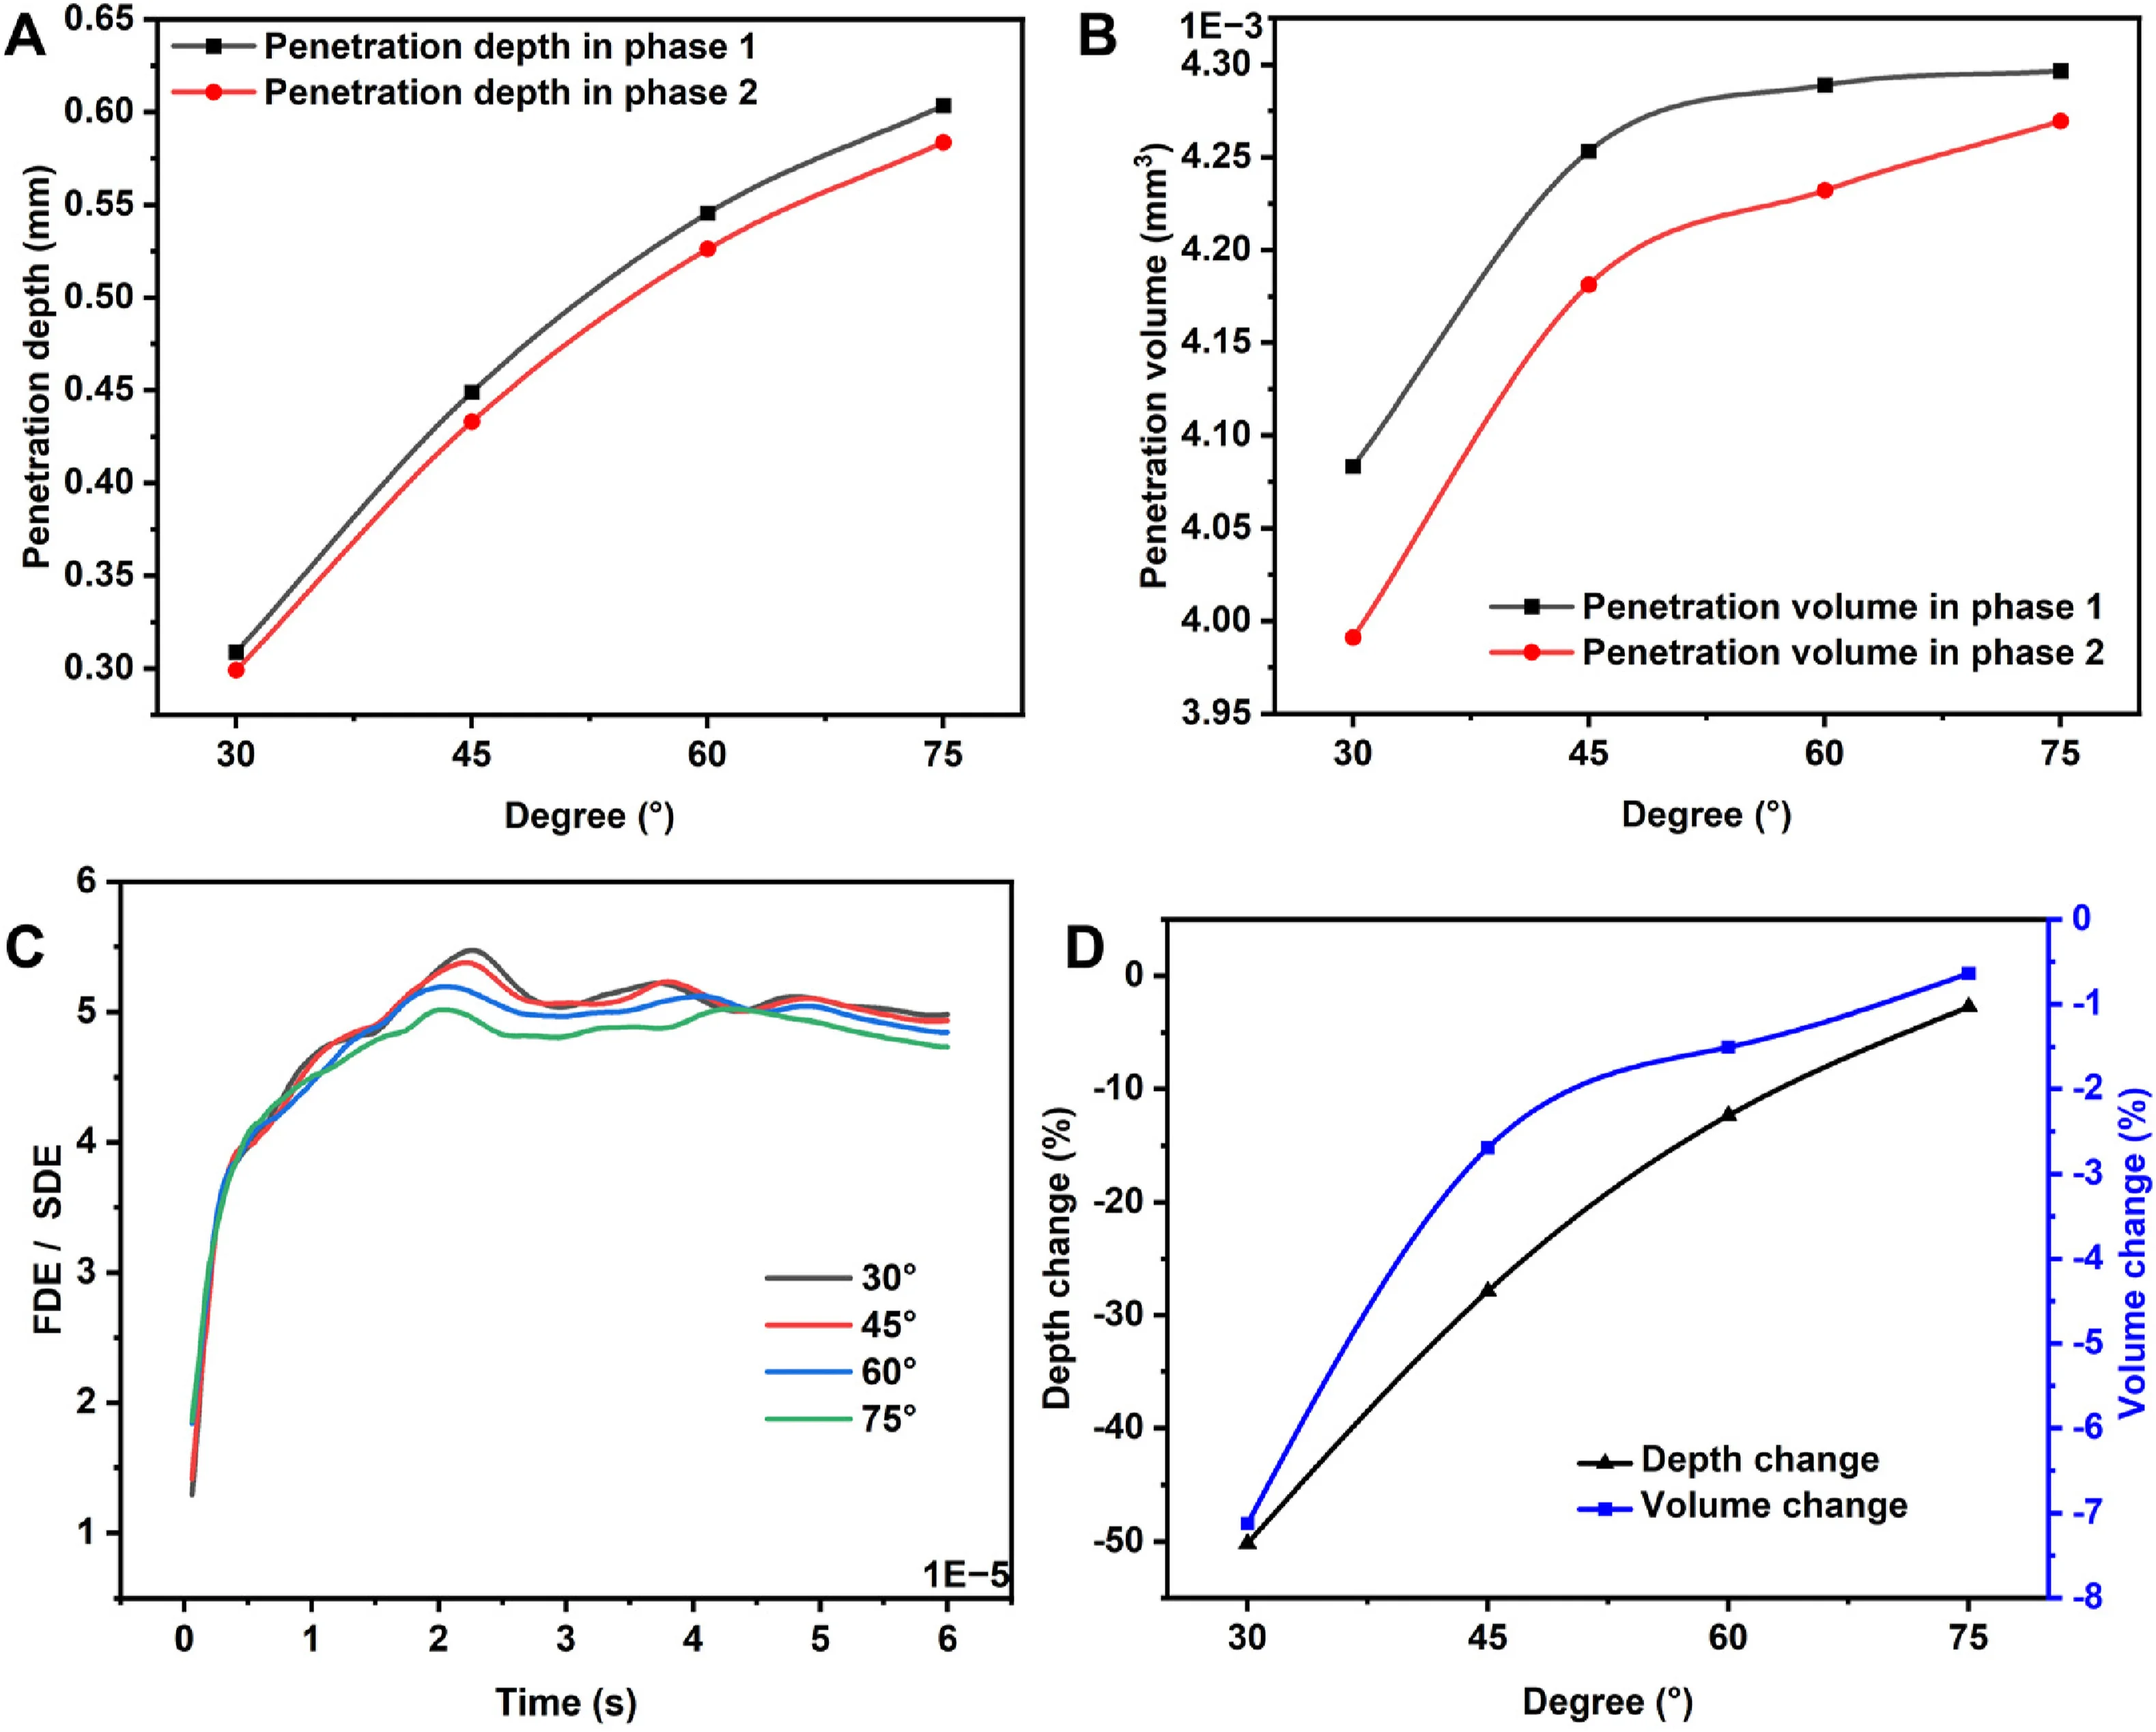 A
0.65
0.60
0.55
0.50
0.45
0.40
0.35
0.30
Penetration depth (mm)
Penetration depth in phase 1
Penetration depth in phase 2
30 45 60 75
Degree (°)
B
1E−3
4.30
4.25
4.20
4.15
4.10
4.05
4.00
3.95
Penetration volume (mm³)
Penetration volume in phase 1
Penetration volume in phase 2
30 45 60 75
Degree (°)
C
6
5
4
3
2
1
FDE / SDE
30°
45°
60°
75°
1E−5
0 1 2 3 4 5 6
Time (s)
D
0
-10
-20
-30
-40
-50
Depth change (%)
Depth change
Volume change
0
-1
-2
-3
-4
-5
-6
-7
-8
Volume change (%)
30 45 60 75
Degree (°)